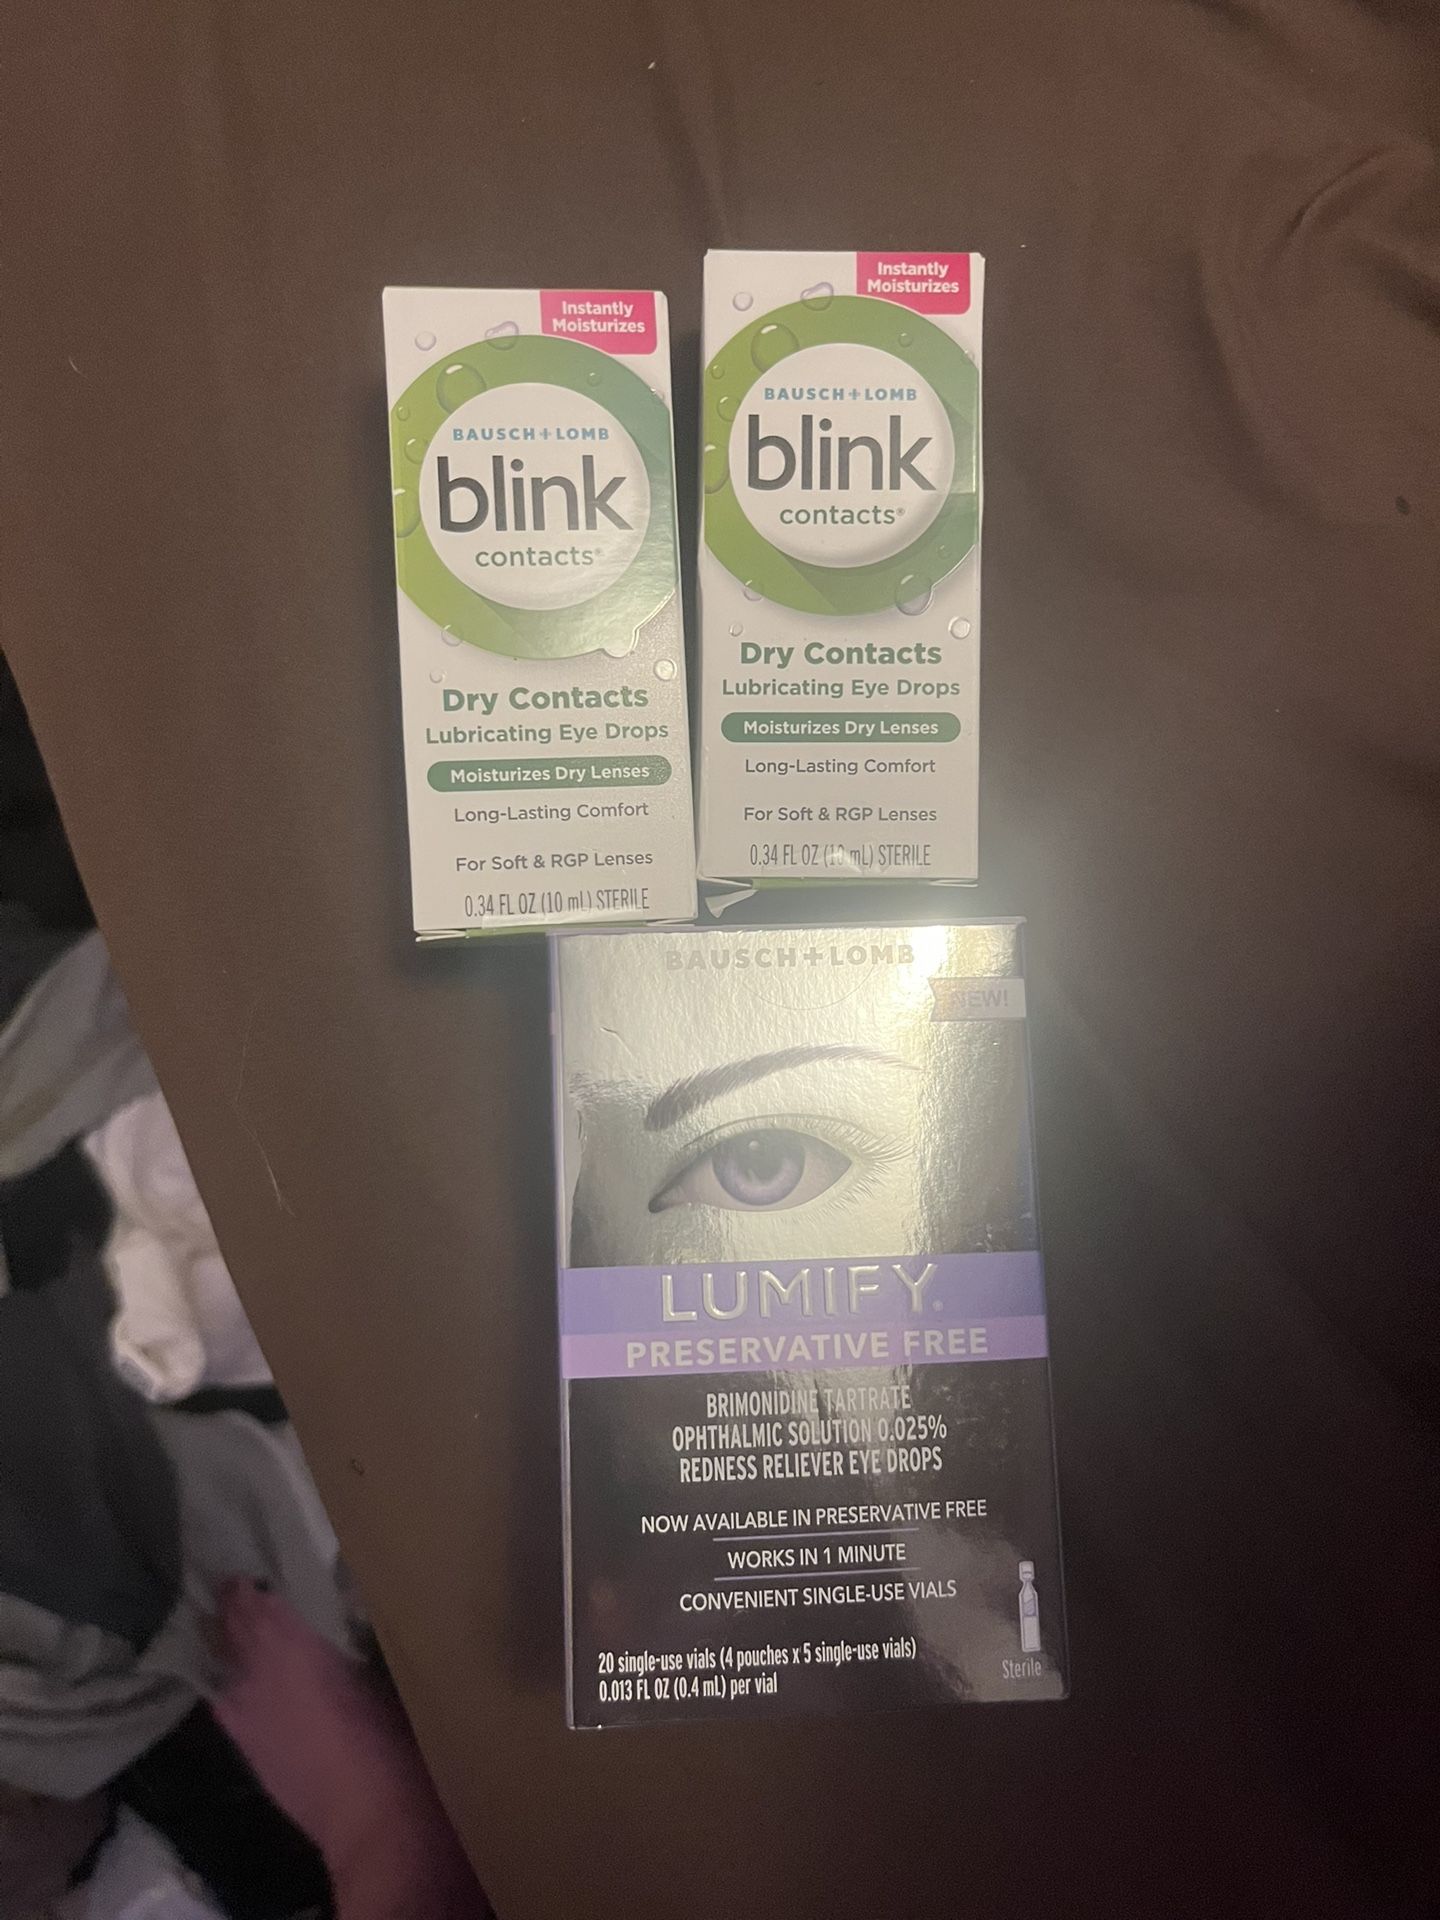 Instantly
Moisturizes
BAUSCH+LOMB
blink
contacts®
Dry Contacts
Lubricating Eye Drops
Moisturizes Dry Lenses
Long-Lasting Comfort
For Soft & RGP Lenses
0.34 FL OZ (10 mL) STERILE
Instantly
Moisturizes
BAUSCH+LOMB
blink
contacts®
Dry Contacts
Lubricating Eye Drops
Moisturizes Dry Lenses
Long-Lasting Comfort
For Soft & RGP Lenses
0.34 FL OZ (10 mL) STERILE
BAUSCH+LOMB
NEW!
LUMIFY®
PRESERVATIVE FREE
BRIMONIDINE TARTRATE
OPHTHALMIC SOLUTION 0.025%
REDNESS RELIEVER EYE DROPS
NOW AVAILABLE IN PRESERVATIVE FREE
WORKS IN 1 MINUTE
CONVENIENT SINGLE-USE VIALS
20 single-use vials (4 pouches x 5 single-use vials)
0.013 FL OZ (0.4 mL) per vial
Sterile